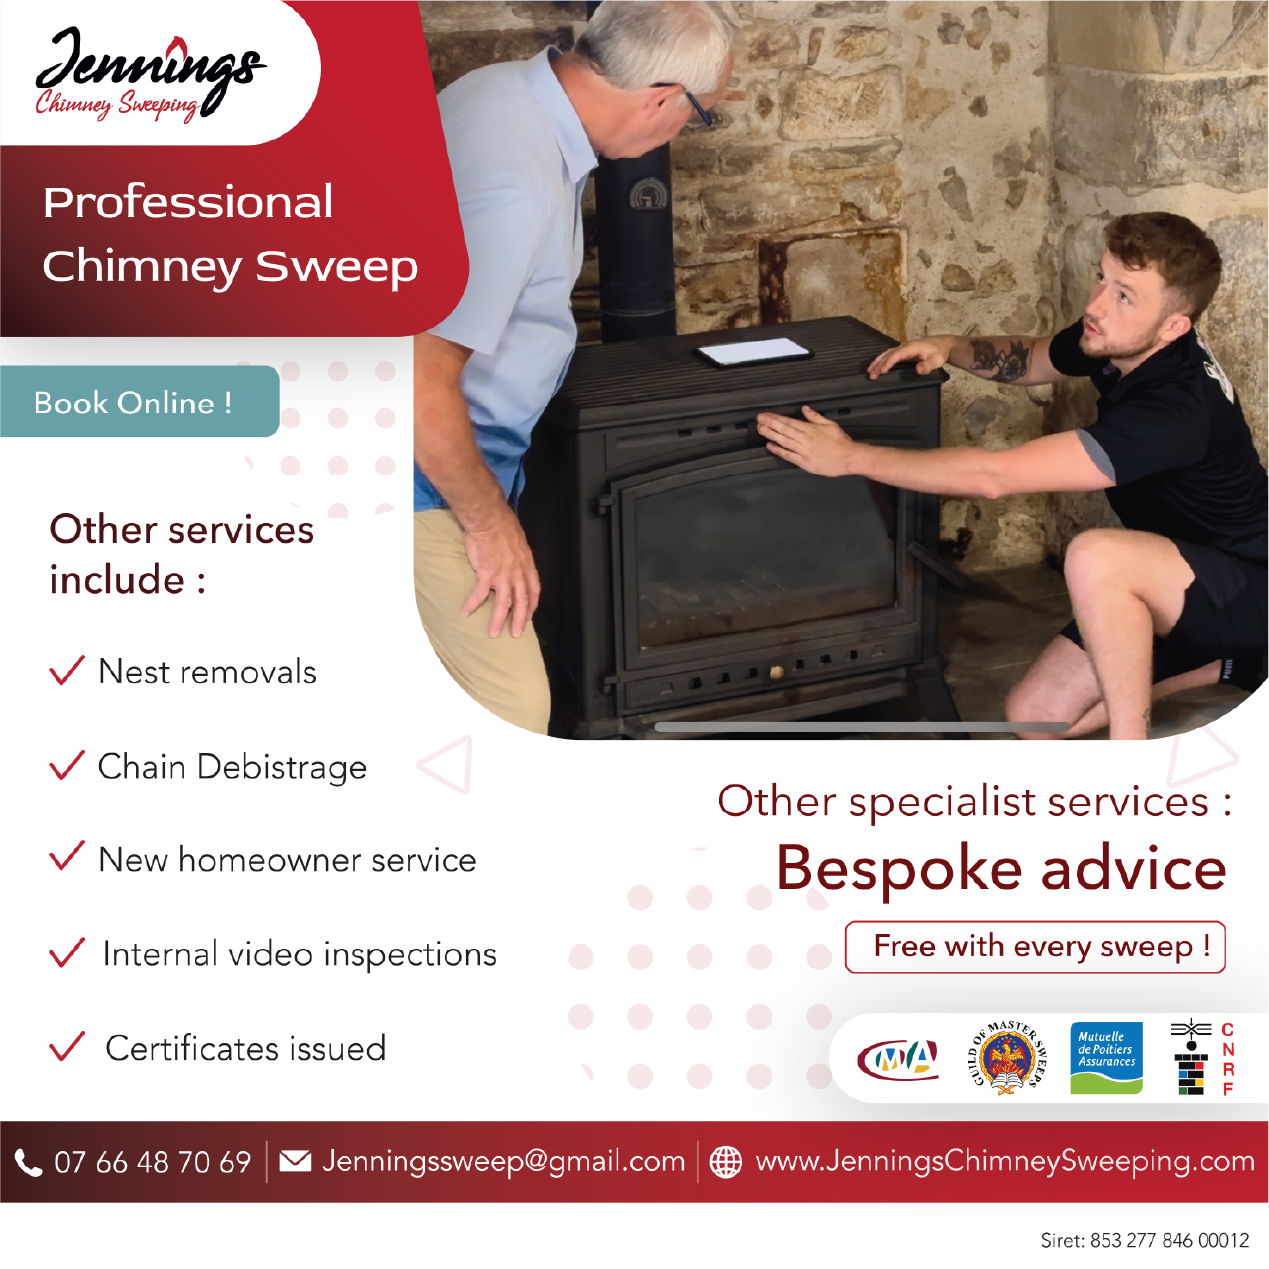 Jennings
Chimney Sweeping
Professional
Chimney Sweep
Book Online !
Other services
include :
Nest removals
Chain Debistrage
New homeowner service
Internal video inspections
Certificates issued
Other specialist services :
Bespoke advice
Free with every sweep !
CMA
GUILD OF MASTER SWEEPS
Mutuelle
de Poitiers
Assurances
C
N
R
F
07 66 48 70 69
Jenningssweep@gmail.com
www.JenningsChimneySweeping.com
Siret: 853 277 846 00012